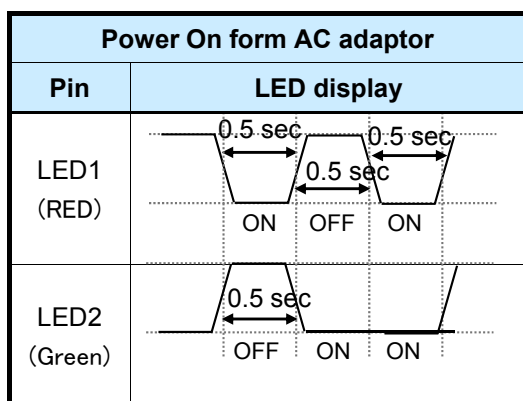 Power On form AC adaptor
Pin LED display
0.5 sec 0.5 sec
LED1
(RED)
0.5 sec
ON OFF ON
LED2
(Green)
0.5 sec
OFF ON ON